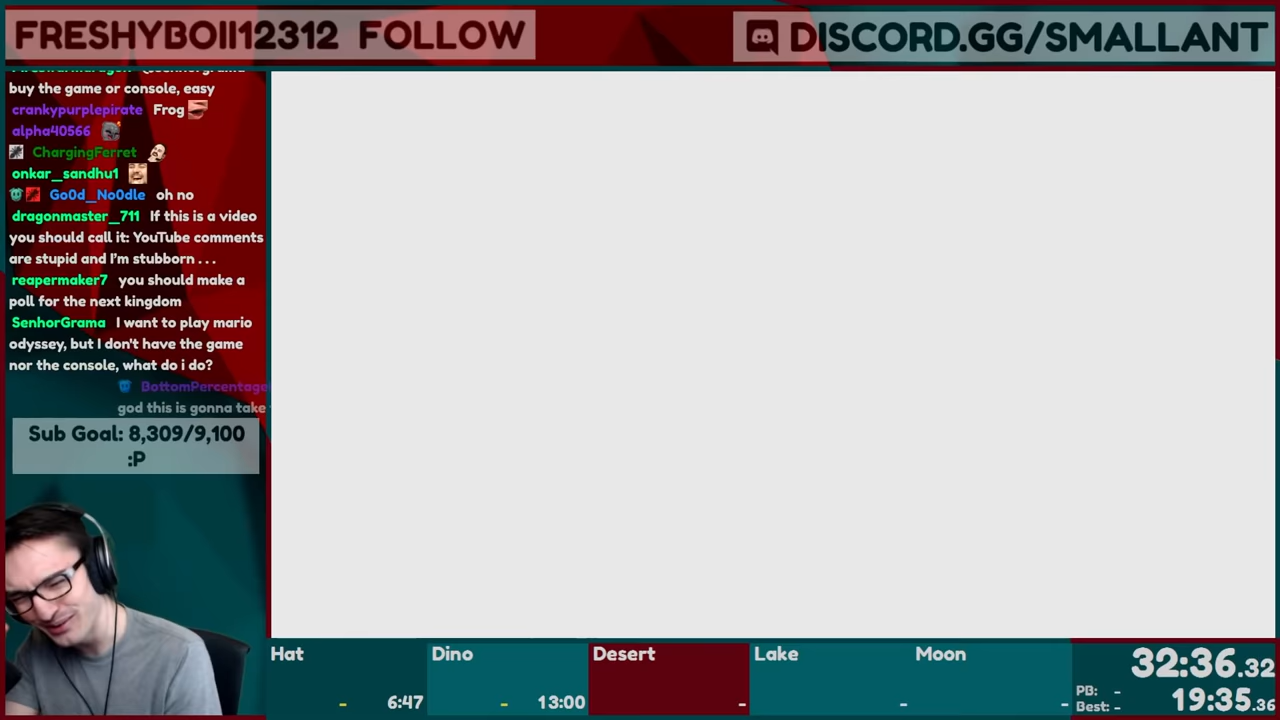 FRESHYBOII12312 FOLLOW
DISCORD.GG/SMALLANT
buy the game or console, easy
crankypurplepirate Frog
alpha40566
ChargingFerret
onkar_sandhu1
Go0d_No0dle oh no
dragonmaster_711 If this is a video
you should call it: YouTube comments
are stupid and I'm stubborn . . .
reapermaker7 you should make a
poll for the next kingdom
SenhorGrama I want to play mario
odyssey, but I don't have the game
nor the console, what do i do?
BottomPercentage
god this is gonna take
Sub Goal: 8,309/9,100
:P
Hat Dino Desert Lake Moon
- 6:47 - 13:00 - - -
32:36.32
PB: -
Best: - 19:35.36